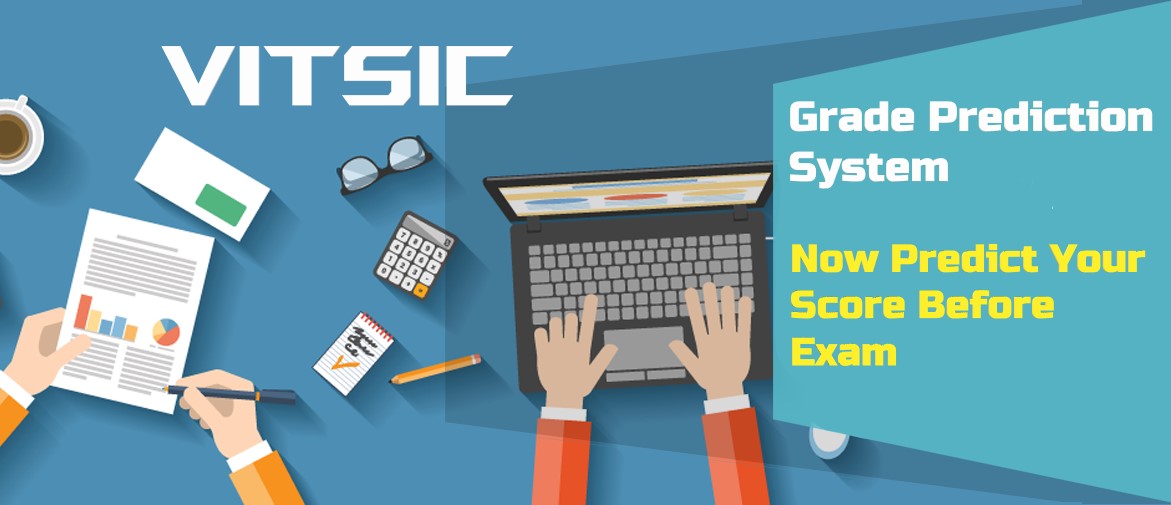 VITSIC
Grade Prediction
System
Now Predict Your
Score Before
Exam